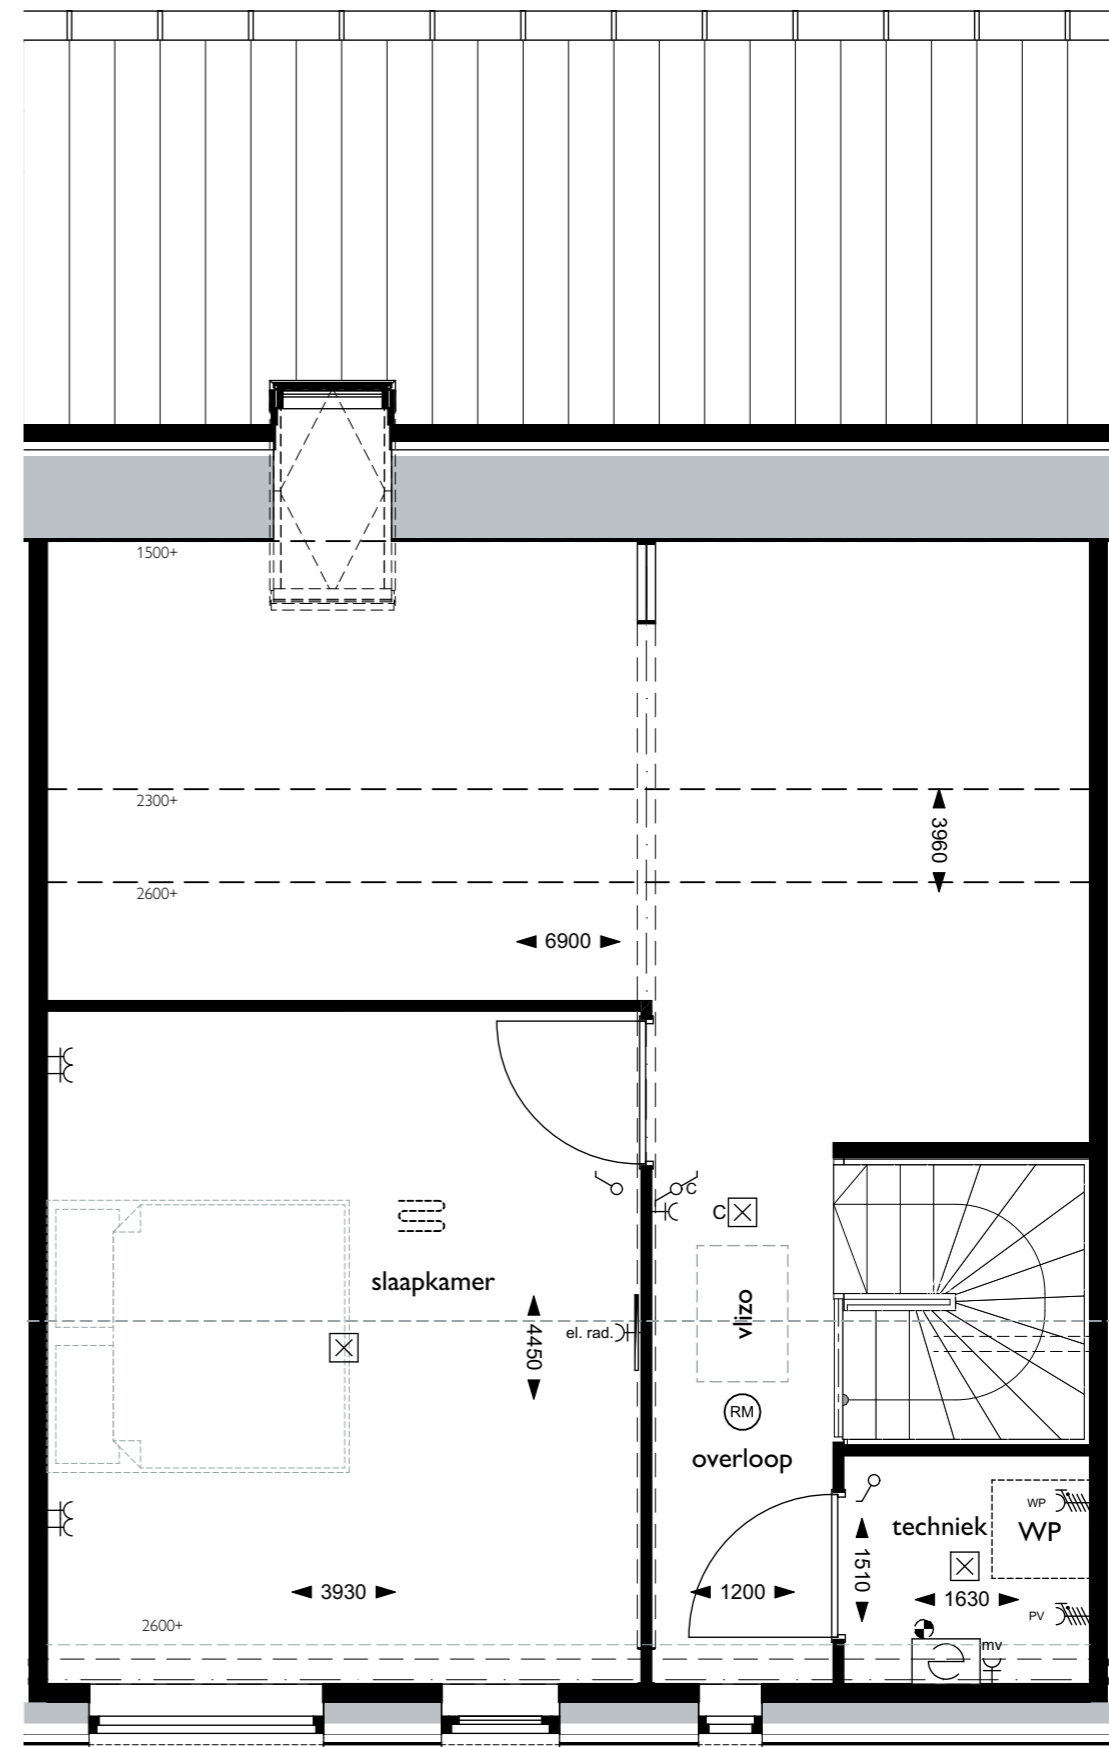 1500+
2300+
3960
2600+
6900
C
C
slaapkamer
vlizo
4450
el. rad.
RM
overloop
WP
techniek
WP
1510
3930
1200
1630
PV
2600+
mv
e